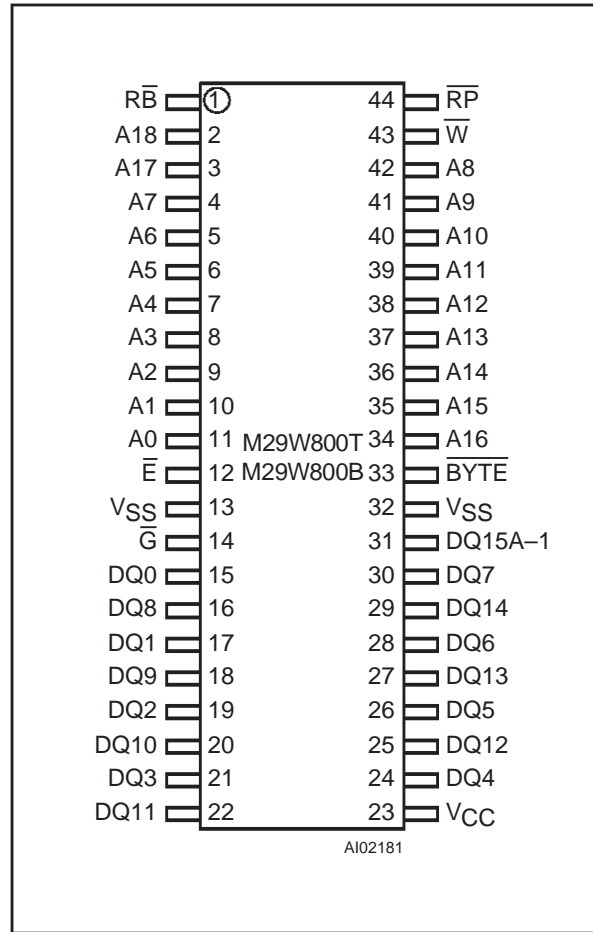 RB̅ 1 44 R̅P̅
A18 2 43 W̅
A17 3 42 A8
A7 4 41 A9
A6 5 40 A10
A5 6 39 A11
A4 7 38 A12
A3 8 37 A13
A2 9 36 A14
A1 10 35 A15
A0 11 M29W800T 34 A16
E̅ 12 M29W800B 33 B̅Y̅T̅E̅
VSS 13 32 VSS
G̅ 14 31 DQ15A–1
DQ0 15 30 DQ7
DQ8 16 29 DQ14
DQ1 17 28 DQ6
DQ9 18 27 DQ13
DQ2 19 26 DQ5
DQ10 20 25 DQ12
DQ3 21 24 DQ4
DQ11 22 23 VCC
AI02181